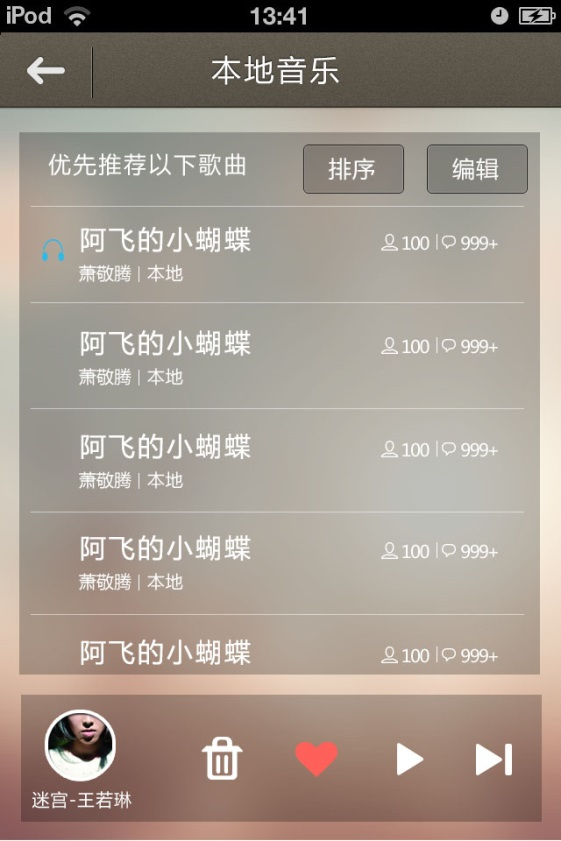 iPod 13:41
本地音乐
优先推荐以下歌曲 排序 编辑
阿飞的小蝴蝶 100 | 999+
萧敬腾 | 本地
阿飞的小蝴蝶 100 | 999+
萧敬腾 | 本地
阿飞的小蝴蝶 100 | 999+
萧敬腾 | 本地
阿飞的小蝴蝶 100 | 999+
萧敬腾 | 本地
阿飞的小蝴蝶 100 | 999+
迷宫-王若琳